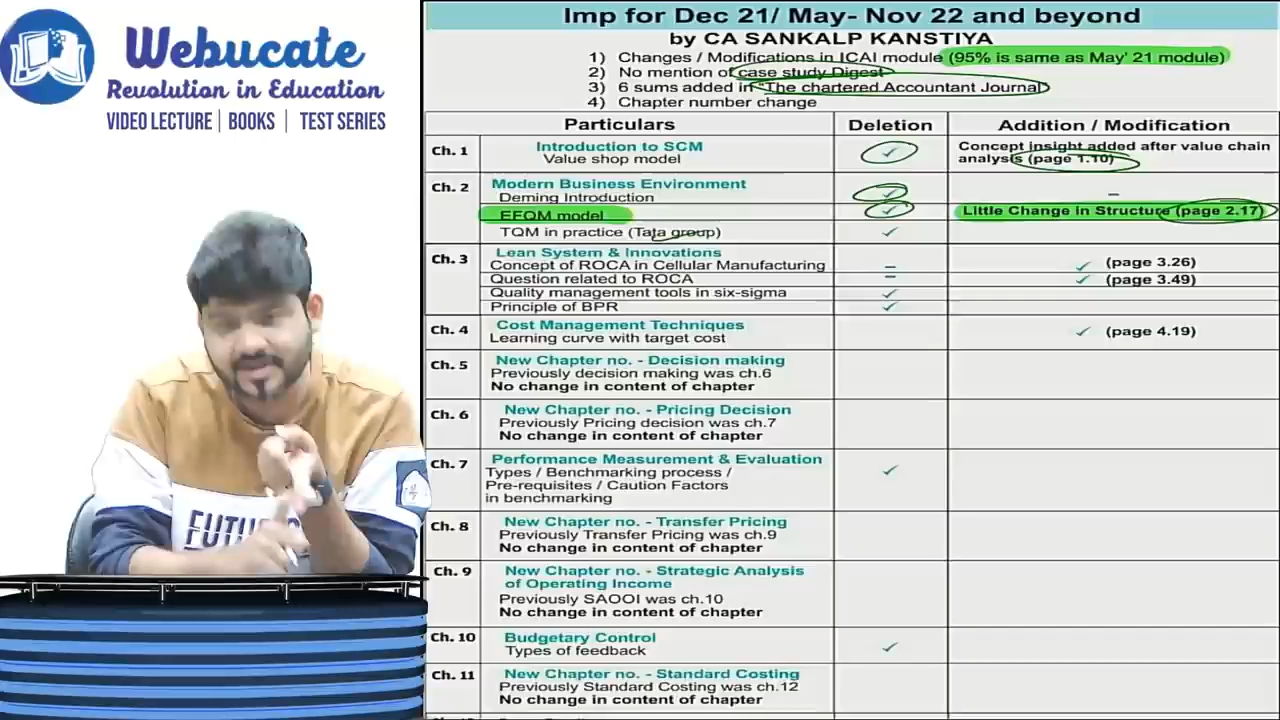 Webucate
Revolution in Education
VIDEO LECTURE | BOOKS | TEST SERIES
FUTU
Imp for Dec 21/ May- Nov 22 and beyond
by CA SANKALP KANSTIYA
1) Changes / Modifications in ICAI module (95% is same as May' 21 module)
2) No mention of case study Digest
3) 6 sums added in "The chartered Accountant Journal"
4) Chapter number change
Particulars Deletion Addition / Modification
Ch. 1 Introduction to SCM
Value shop model ✓
Concept insight added after value chain
analysis (page 1.10)
Ch. 2 Modern Business Environment
Deming Introduction ✓ –
EFQM model ✓ Little Change in Structure (page 2.17)
TQM in practice (Tata group) ✓
Ch. 3 Lean System & Innovations
Concept of ROCA in Cellular Manufacturing – ✓ (page 3.26)
Question related to ROCA – ✓ (page 3.49)
Quality management tools in six-sigma ✓
Principle of BPR ✓
Ch. 4 Cost Management Techniques
Learning curve with target cost ✓ (page 4.19)
Ch. 5 New Chapter no. - Decision making
Previously decision making was ch.6
No change in content of chapter
Ch. 6 New Chapter no. - Pricing Decision
Previously Pricing decision was ch.7
No change in content of chapter
Ch. 7 Performance Measurement & Evaluation
Types / Benchmarking process / ✓
Pre-requisites / Caution Factors
in benchmarking
Ch. 8 New Chapter no. - Transfer Pricing
Previously Transfer Pricing was ch.9
No change in content of chapter
Ch. 9 New Chapter no. - Strategic Analysis
of Operating Income
Previously SAOOI was ch.10
No change in content of chapter
Ch. 10 Budgetary Control
Types of feedback ✓
Ch. 11 New Chapter no. - Standard Costing
Previously Standard Costing was ch.12
No change in content of chapter